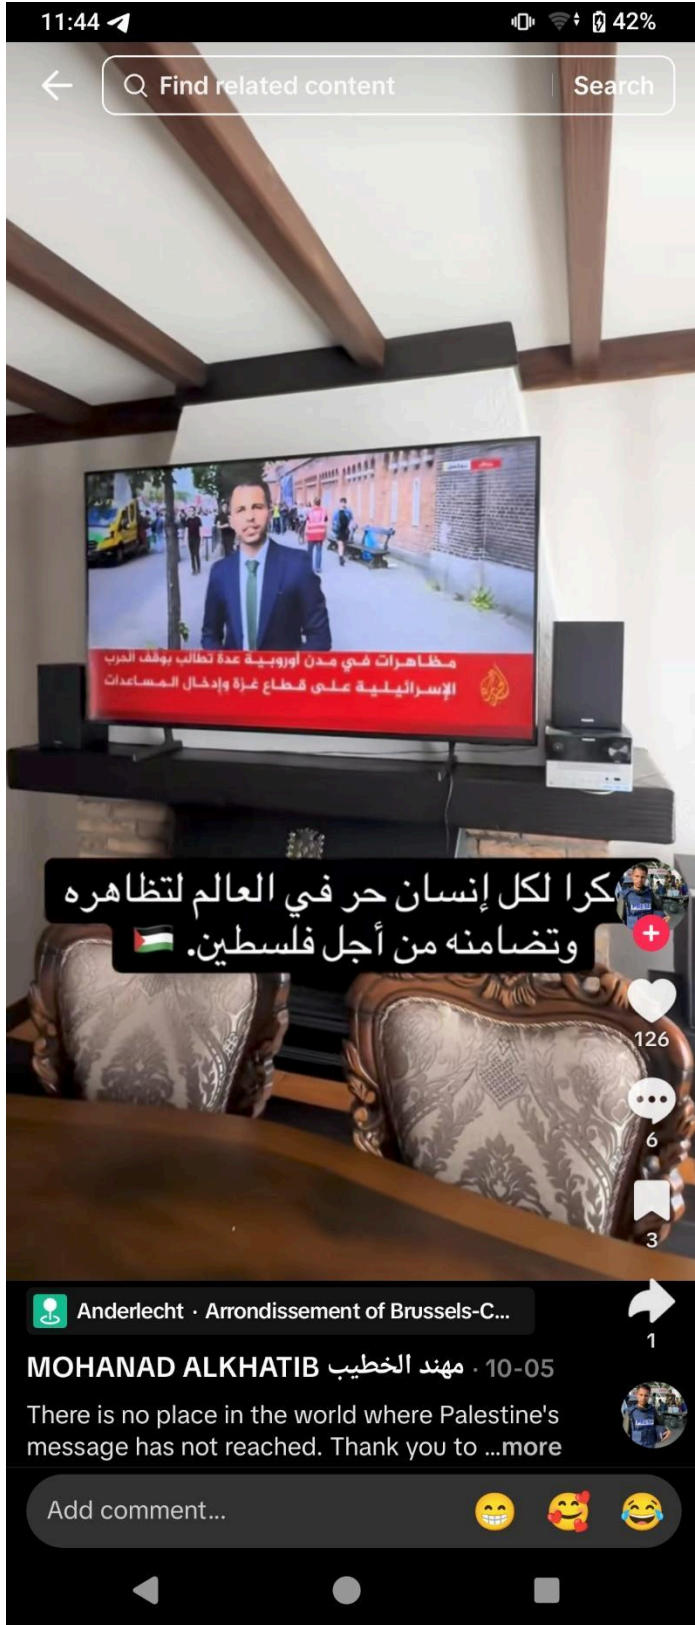 11:44
42%
Find related content
Search
مظاهرات في مدن أوروبية عدة تطالب بوقف الحرب
الإسرائيلية على قطاع غزة وإدخال المساعدات
كرا لكل إنسان حر في العالم لتظاهره
وتضامنه من أجل فلسطين.
126
6
3
1
Anderlecht · Arrondissement of Brussels-C...
MOHANAD ALKHATIB مهند الخطيب · 10-05
There is no place in the world where Palestine's
message has not reached. Thank you to ...more
Add comment...